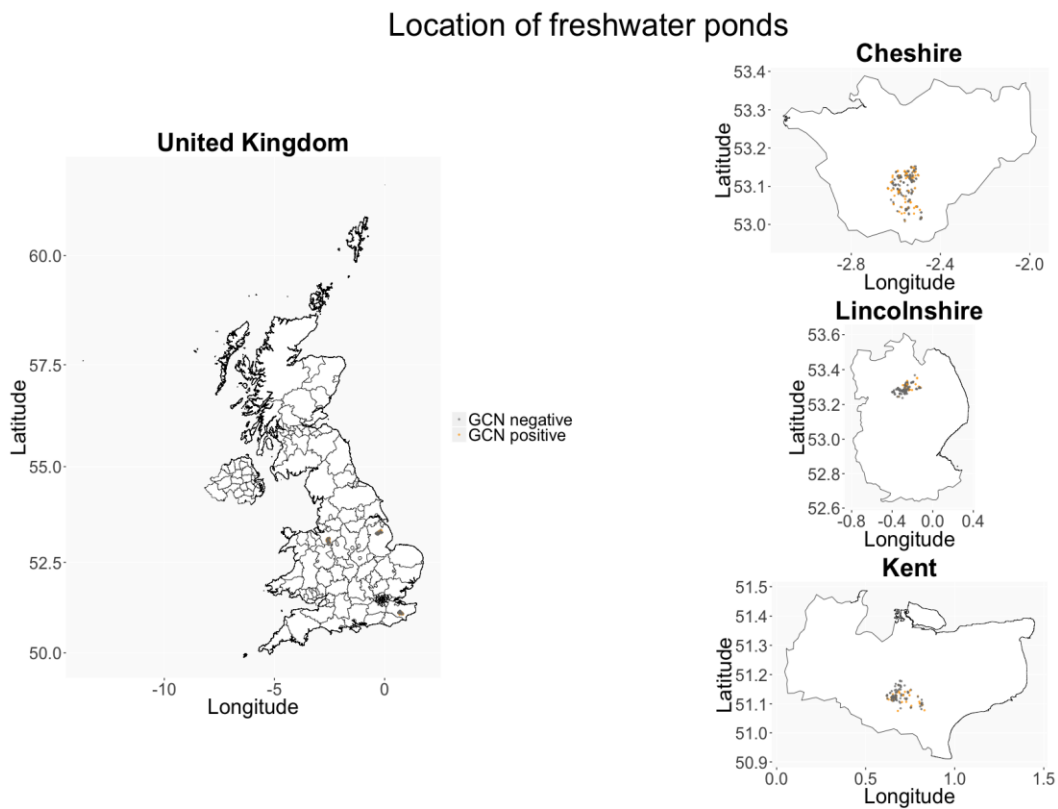 Location of freshwater ponds
United Kingdom
60.0
57.5
55.0
52.5
50.0
Latitude
-10
-5
0
Longitude
GCN negative
GCN positive
Cheshire
53.4
53.3
53.2
53.1
53.0
Latitude
-2.8
-2.4
-2.0
Longitude
Lincolnshire
53.6
53.4
53.2
53.0
52.8
52.6
Latitude
-0.8
-0.4
0.0
0.4
Longitude
Kent
51.5
51.4
51.3
51.2
51.1
51.0
50.9
Latitude
0.0
0.5
1.0
1.5
Longitude